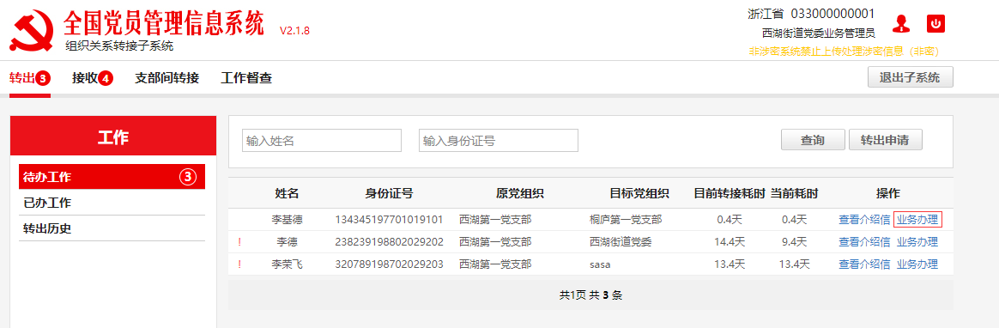 全国党员管理信息系统 V2.1.8
组织关系转接子系统
浙江省 033000000001
西湖街道党委业务管理员
非涉密系统禁止上传处理涉密信息（非密）
转出 3 接收 4 支部间转接 工作督查 退出子系统
工作
待办工作 3
已办工作
转出历史
输入姓名 输入身份证号 查询 转出申请
姓名 身份证号 原党组织 目标党组织 目前转接耗时 当前耗时 操作
李基德 134345197701019101 西湖第一党支部 桐庐第一党支部 0.4天 0.4天 查看介绍信 业务办理
! 李德 238239198802029202 西湖第一党支部 西湖街道党委 14.4天 9.4天 查看介绍信 业务办理
! 李荣飞 320789198702029203 西湖第一党支部 sasa 13.4天 13.4天 查看介绍信 业务办理
共1页 共 3 条